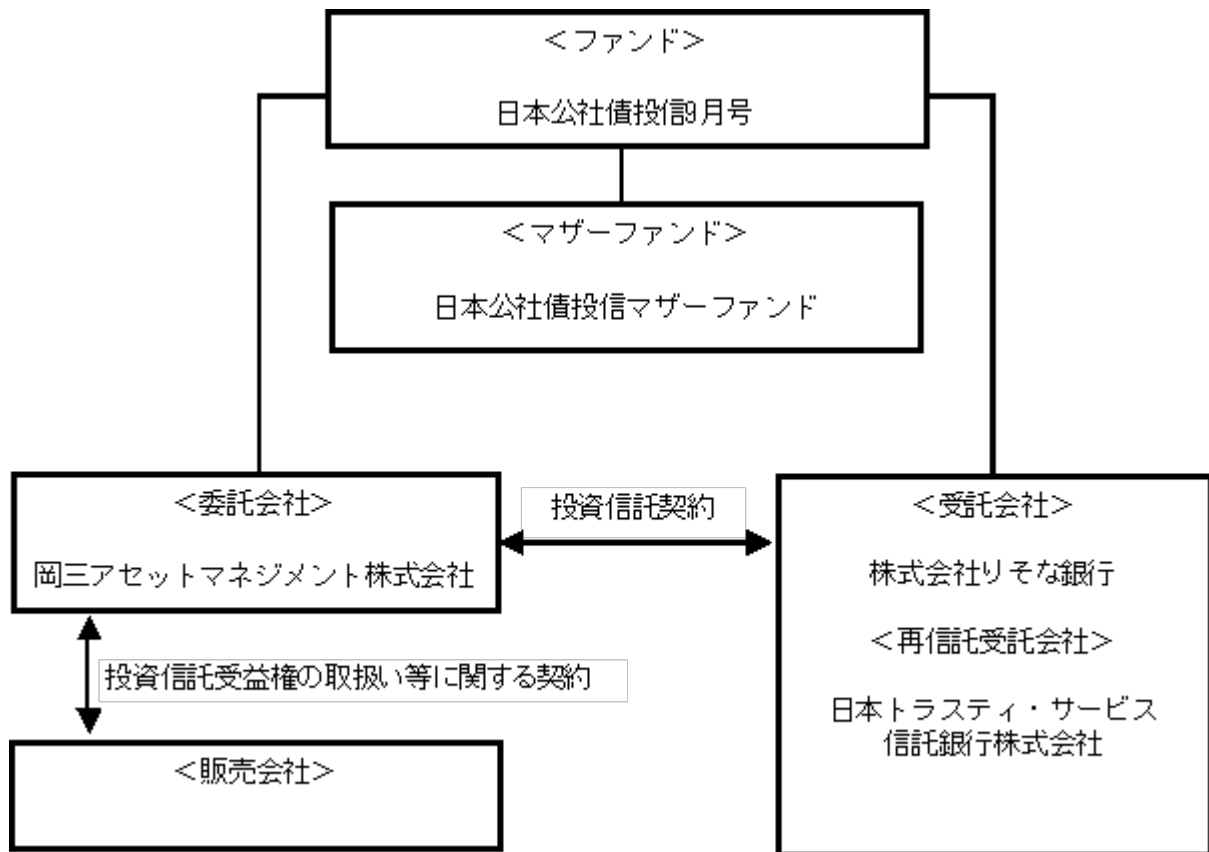 ＜ファンド＞
日本公社債投信9月号
＜マザーファンド＞
日本公社債投信マザーファンド
＜委託会社＞
岡三アセットマネジメント株式会社
投資信託契約
＜受託会社＞
株式会社りそな銀行
＜再信託受託会社＞
日本トラスティ・サービス
信託銀行株式会社
投資信託受益権の取扱い等に関する契約
＜販売会社＞